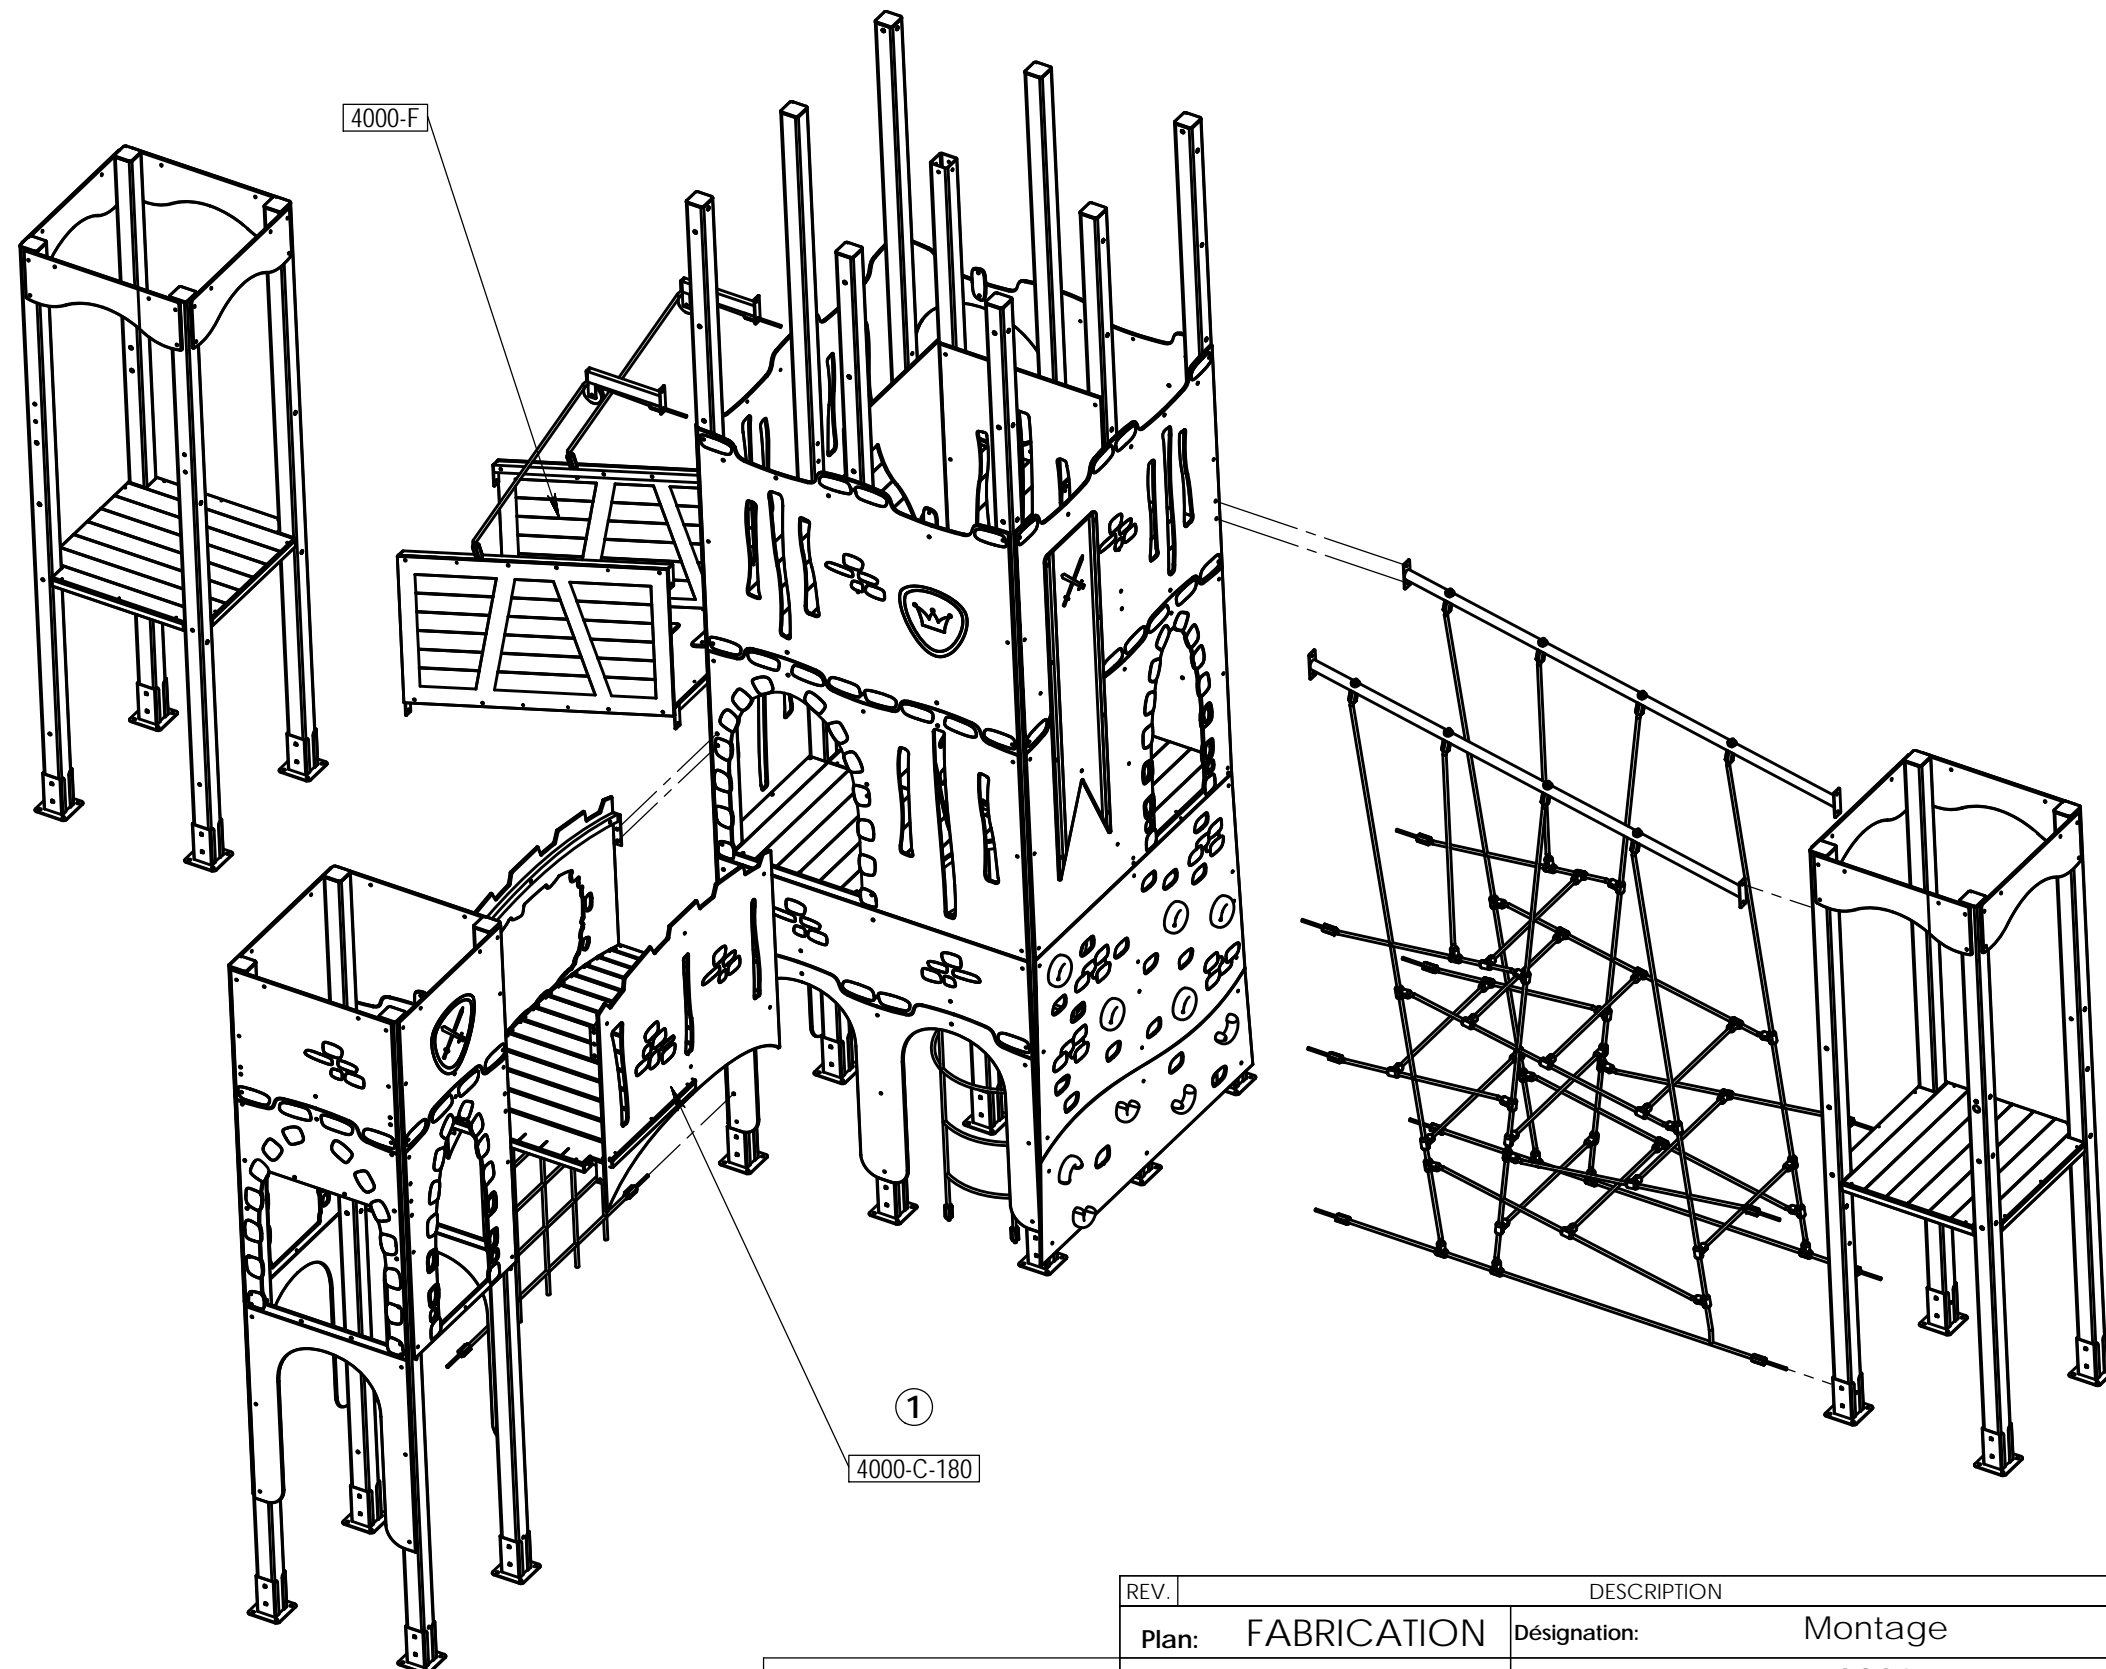 4000-F
1
4000-C-180
REV. DESCRIPTION
Plan: FABRICATION Désignation: Montage